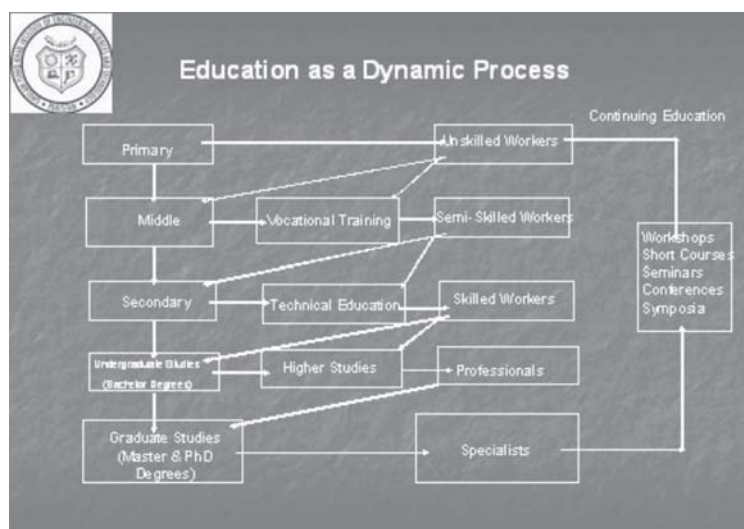 Education as a Dynamic Process
Continuing Education
Primary
Unskilled Workers
Middle
Vocational Training
Semi-Skilled Workers
Workshops
Short Courses
Seminars
Conferences
Symposia
Secondary
Technical Education
Skilled Workers
Undergraduate Studies
(Bachelor Degrees)
Higher Studies
Professionals
Graduate Studies
(Master & PhD
Degrees)
Specialists